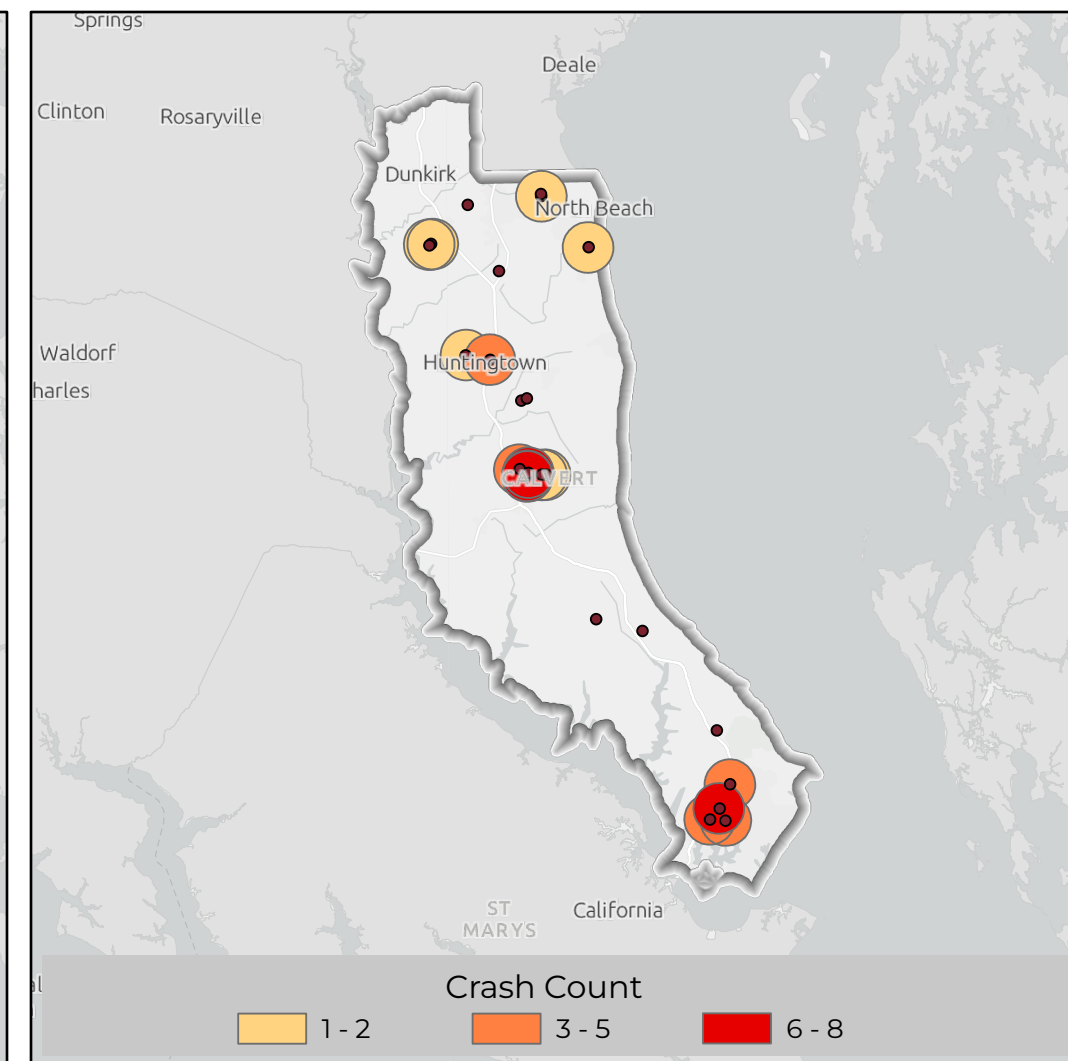 Springs
Deale
Clinton
Rosaryville
Dunkirk
North Beach
Waldorf
Huntingtown
harles
CALVERT
ST
MARYS
California
al
Crash Count
1 - 2
3 - 5
6 - 8